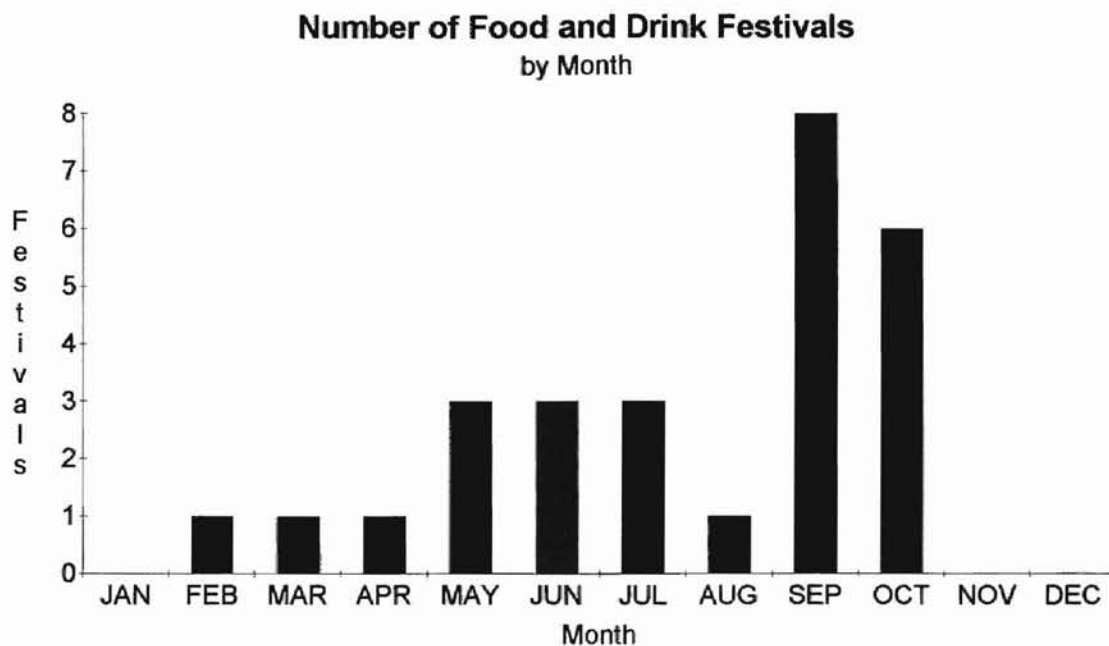 Number of Food and Drink Festivals
by Month
Festivals
8
7
6
5
4
3
2
1
0
JAN FEB MAR APR MAY JUN JUL AUG SEP OCT NOV DEC
Month